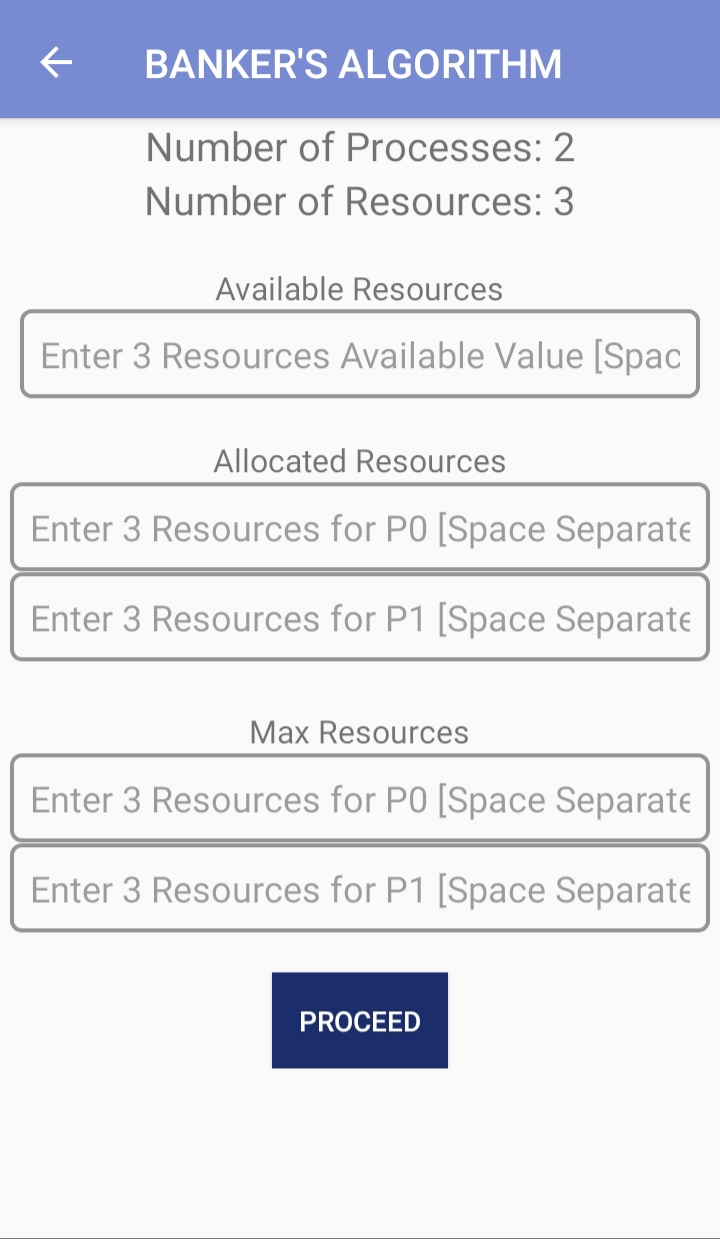 BANKER'S ALGORITHM
Number of Processes: 2
Number of Resources: 3
Available Resources
Enter 3 Resources Available Value [Spac
Allocated Resources
Enter 3 Resources for P0 [Space Separate
Enter 3 Resources for P1 [Space Separate
Max Resources
Enter 3 Resources for P0 [Space Separate
Enter 3 Resources for P1 [Space Separate
PROCEED